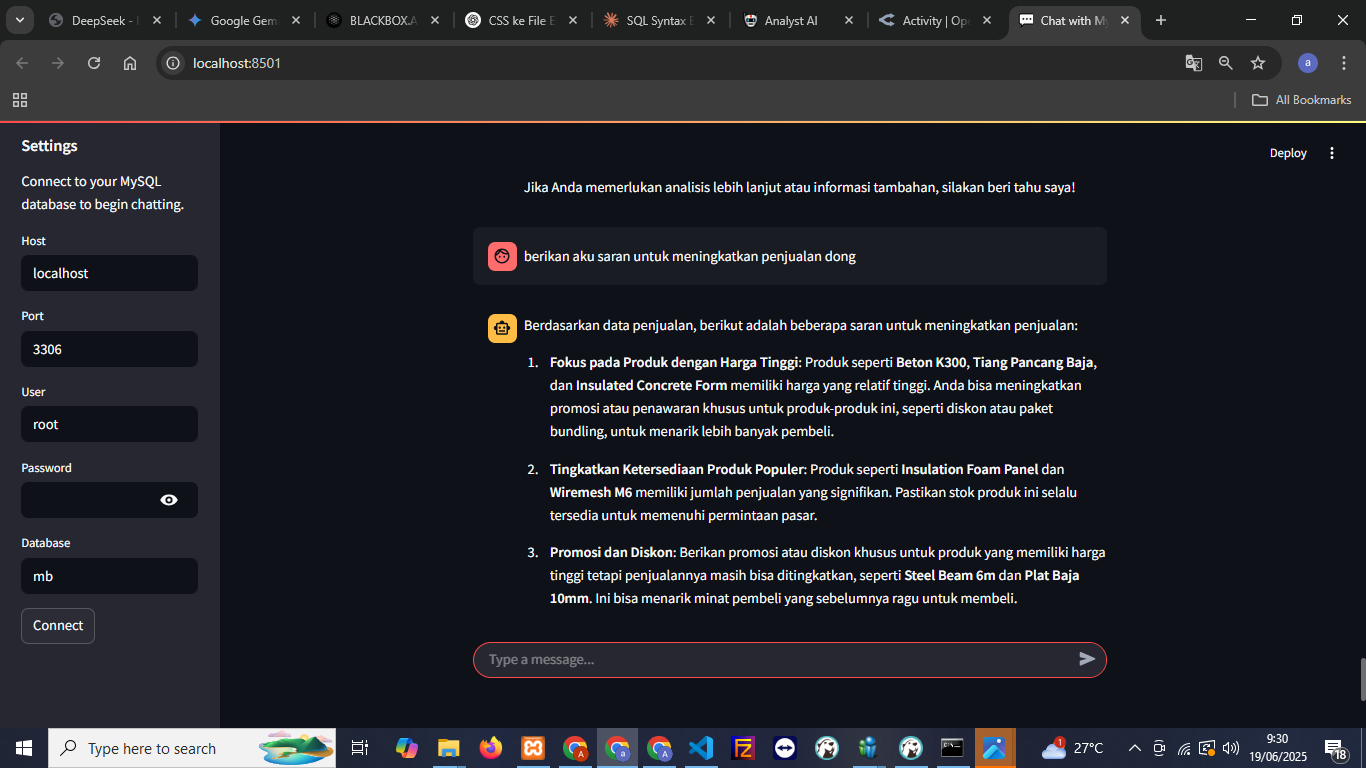 DeepSeek -
Google Gem
BLACKBOX.A
CSS ke File E
SQL Syntax E
Analyst AI
Activity | Ope
Chat with My
localhost:8501
a
All Bookmarks
Settings
Connect to your MySQL
database to begin chatting.
Host
localhost
Port
3306
User
root
Password
Database
mb
Connect
Deploy
Jika Anda memerlukan analisis lebih lanjut atau informasi tambahan, silakan beri tahu saya!
berikan aku saran untuk meningkatkan penjualan dong
Berdasarkan data penjualan, berikut adalah beberapa saran untuk meningkatkan penjualan:
1. Fokus pada Produk dengan Harga Tinggi: Produk seperti Beton K300, Tiang Pancang Baja,
dan Insulated Concrete Form memiliki harga yang relatif tinggi. Anda bisa meningkatkan
promosi atau penawaran khusus untuk produk-produk ini, seperti diskon atau paket
bundling, untuk menarik lebih banyak pembeli.
2. Tingkatkan Ketersediaan Produk Populer: Produk seperti Insulation Foam Panel dan
Wiremesh M6 memiliki jumlah penjualan yang signifikan. Pastikan stok produk ini selalu
tersedia untuk memenuhi permintaan pasar.
3. Promosi dan Diskon: Berikan promosi atau diskon khusus untuk produk yang memiliki harga
tinggi tetapi penjualannya masih bisa ditingkatkan, seperti Steel Beam 6m dan Plat Baja
10mm. Ini bisa menarik minat pembeli yang sebelumnya ragu untuk membeli.
Type a message...
Type here to search
27°C
9:30
19/06/2025
18